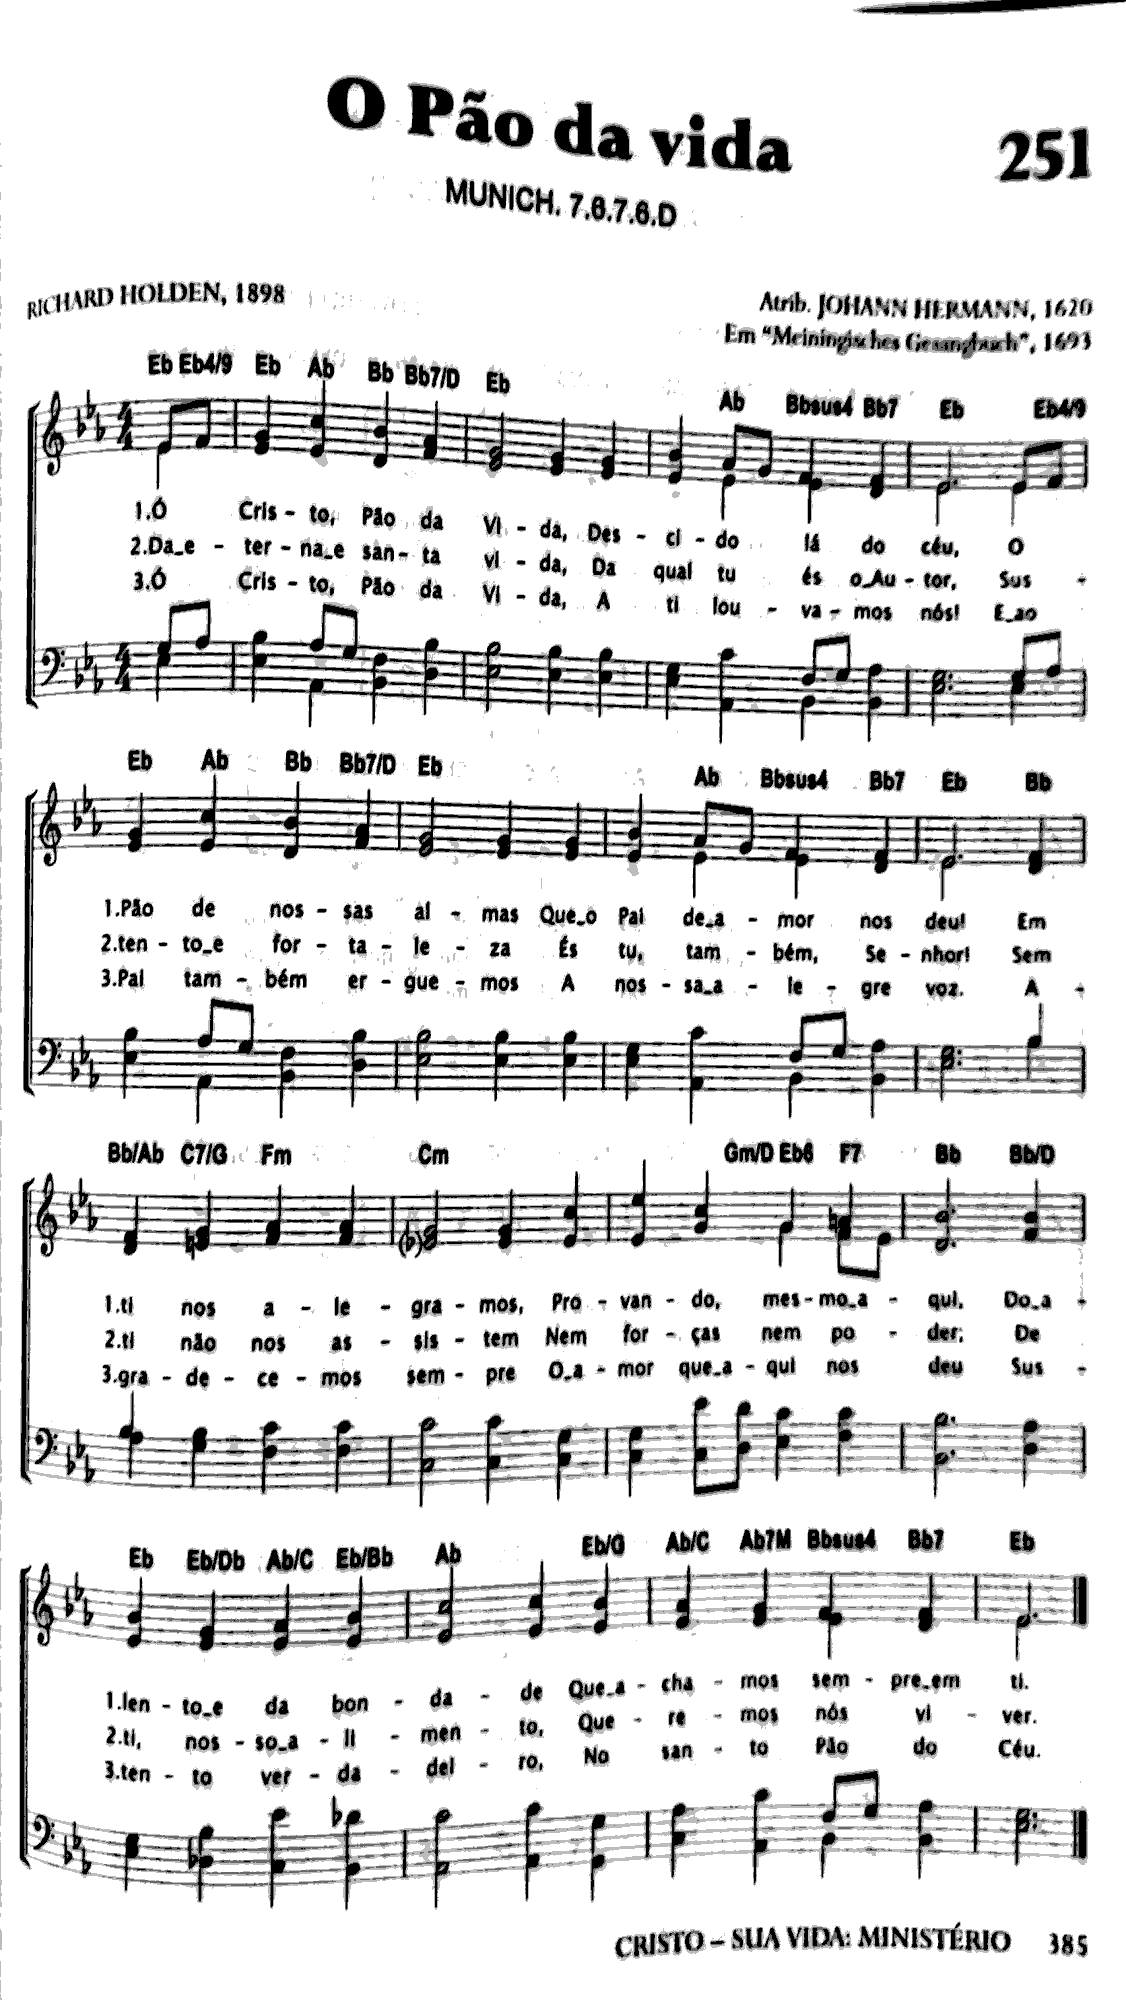 O Pão da vida
251
MUNICH. 7.6.7.6.D
RICHARD HOLDEN, 1898
Atrib. JOHANN HERMANN, 1620
Em “Meiningisches Gesangbuch”, 1693
Eb Eb4/9 Eb Ab Bb Bb7/D Eb Ab Bbsus4 Bb7 Eb Eb4/9
1.Ó Cris - to, Pão da Vi - da, Des - ci - do lá do céu, O
2.Da_e - ter - na_e san - ta vi - da, Da qual tu és o_Au - tor, Sus -
3.Ó Cris - to, Pão da Vi - da, A ti lou - va - mos nós! E_ao
Eb Ab Bb Bb7/D Eb Ab Bbsus4 Bb7 Eb Bb
1.Pão de nos - sas al - mas Que_o Pai de_a - mor nos deu! Em
2.ten - to_e for - ta - le - za És tu, tam - bém, Se - nhor! Sem
3.Pai tam - bém er - gue - mos A nos - sa_a - le - gre voz. A -
Bb/Ab C7/G Fm Cm Gm/D Eb6 F7 Bb Bb/D
1.ti nos a - le - gra - mos, Pro - van - do, mes - mo_a - qui, Do_a -
2.ti não nos as - sis - tem Nem for - ças nem po - der; De
3.gra - de - ce - mos sem - pre O_a - mor que_a - qui nos deu Sus -
Eb Eb/Db Ab/C Eb/Bb Ab Eb/G Ab/C Ab7M Bbsus4 Bb7 Eb
1.len - to_e da bon - da - de Que_a - cha - mos sem - pre_em ti.
2.ti, nos - so_a - li - men - to, Que - re - mos nós vi - ver.
3.ten - to ver - da - dei - ro, No san - to Pão do Céu.
CRISTO – SUA VIDA: MINISTÉRIO 385